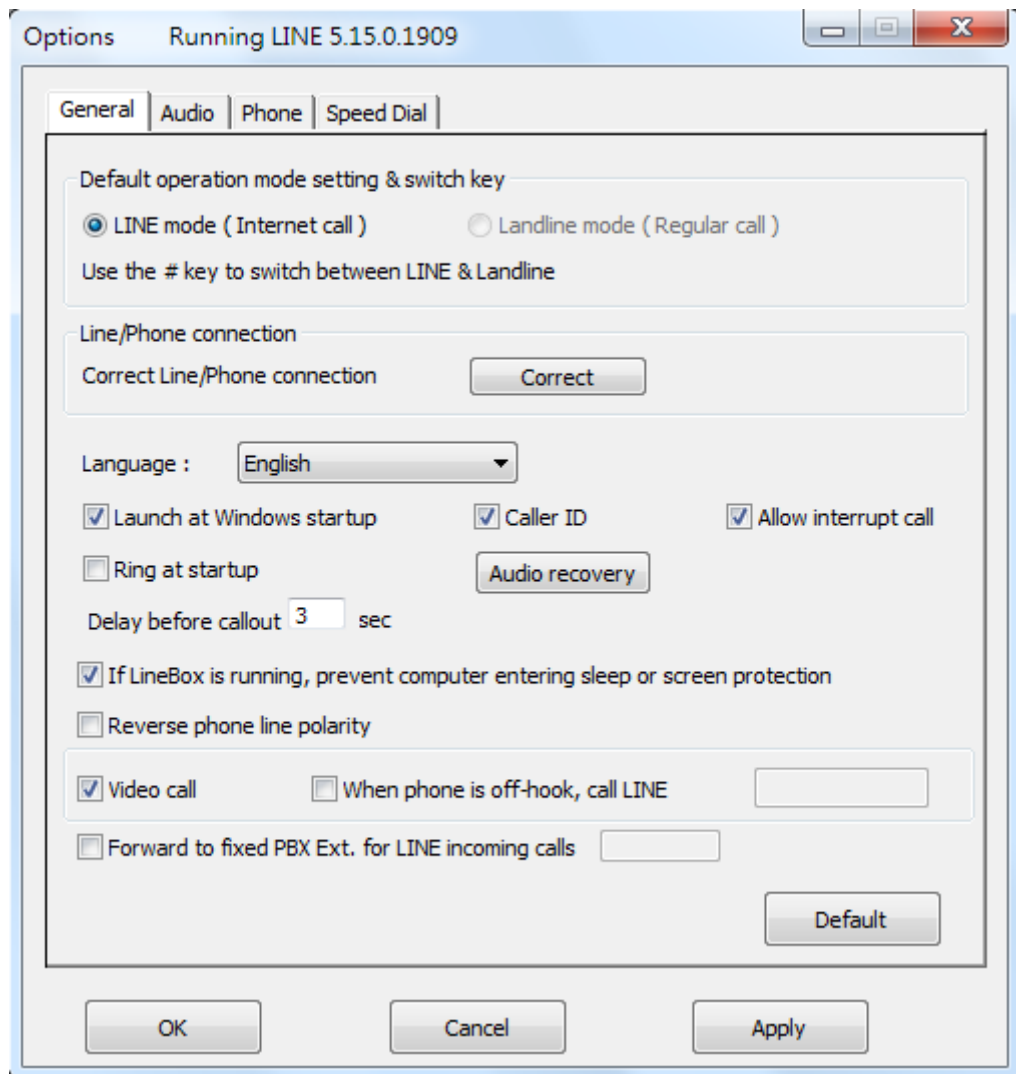 Options Running LINE 5.15.0.1909
General Audio Phone Speed Dial
Default operation mode setting & switch key
LINE mode ( Internet call ) Landline mode ( Regular call )
Use the # key to switch between LINE & Landline
Line/Phone connection
Correct Line/Phone connection Correct
Language : English
Launch at Windows startup Caller ID Allow interrupt call
Ring at startup Audio recovery
Delay before callout 3 sec
If LineBox is running, prevent computer entering sleep or screen protection
Reverse phone line polarity
Video call When phone is off-hook, call LINE
Forward to fixed PBX Ext. for LINE incoming calls
Default
OK Cancel Apply